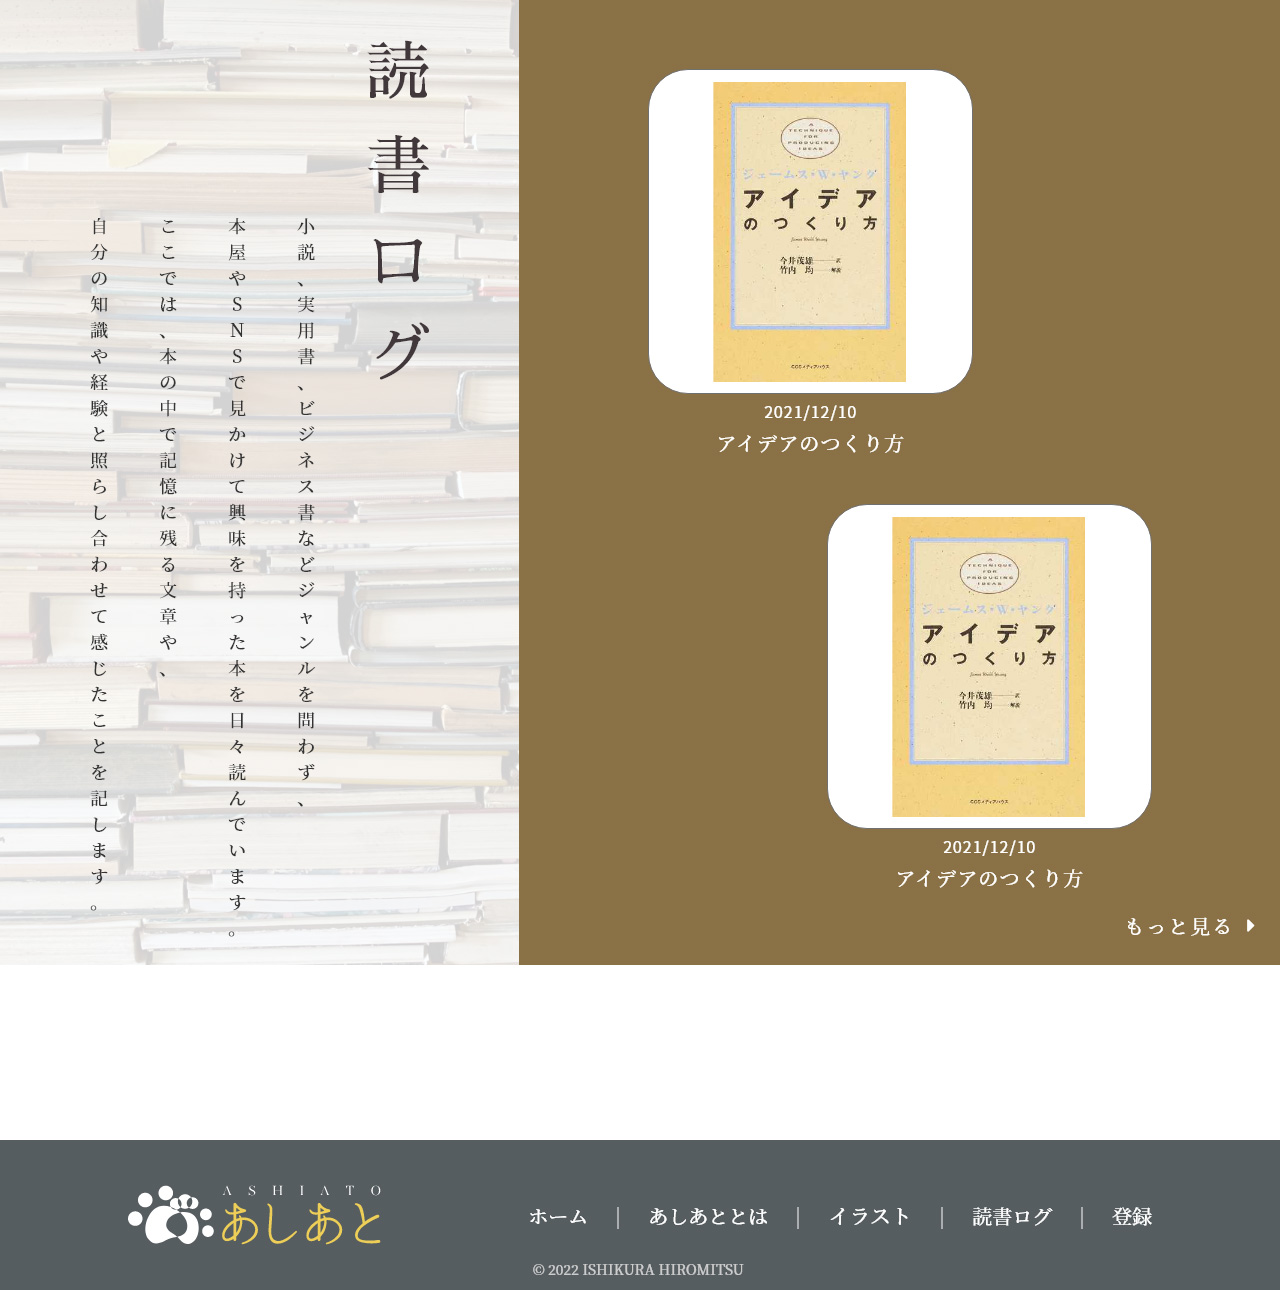 読書ログ
小説、実用書、ビジネス書などジャンルを問わず、
本屋やSNSで見かけて興味を持った本を日々読んでいます。
ここでは、本の中で記憶に残る文章や、
自分の知識や経験と照らし合わせて感じたことを記します。
A
TECHNIQUE
FOR
PRODUCING
IDEAS
ジェームス・W・ヤング
アイデア
のつくり方
James Webb Young
今井茂雄───訳
竹内 均───解説
CCCメディアハウス
2021/12/10
アイデアのつくり方
A
TECHNIQUE
FOR
PRODUCING
IDEAS
ジェームス・W・ヤング
アイデア
のつくり方
James Webb Young
今井茂雄───訳
竹内 均───解説
CCCメディアハウス
2021/12/10
アイデアのつくり方
もっと見る
ASHIATO
あしあと
ホーム | あしあととは | イラスト | 読書ログ | 登録
© 2022 ISHIKURA HIROMITSU